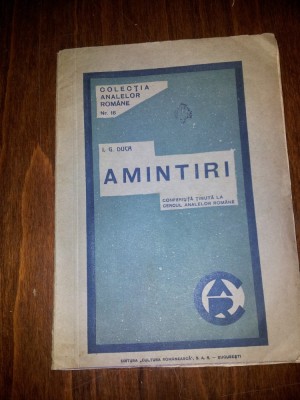 COLECȚIA
ANALELOR
ROMÂNE
Nr. 18
I. G. DUCA
AMINTIRI
CONFERINȚĂ ȚINUTĂ LA
CERCUL ANALELOR ROMÂNE
EDITURA „CULTURA ROMÂNEASCĂ”, S. A. R. – BUCUREȘTI